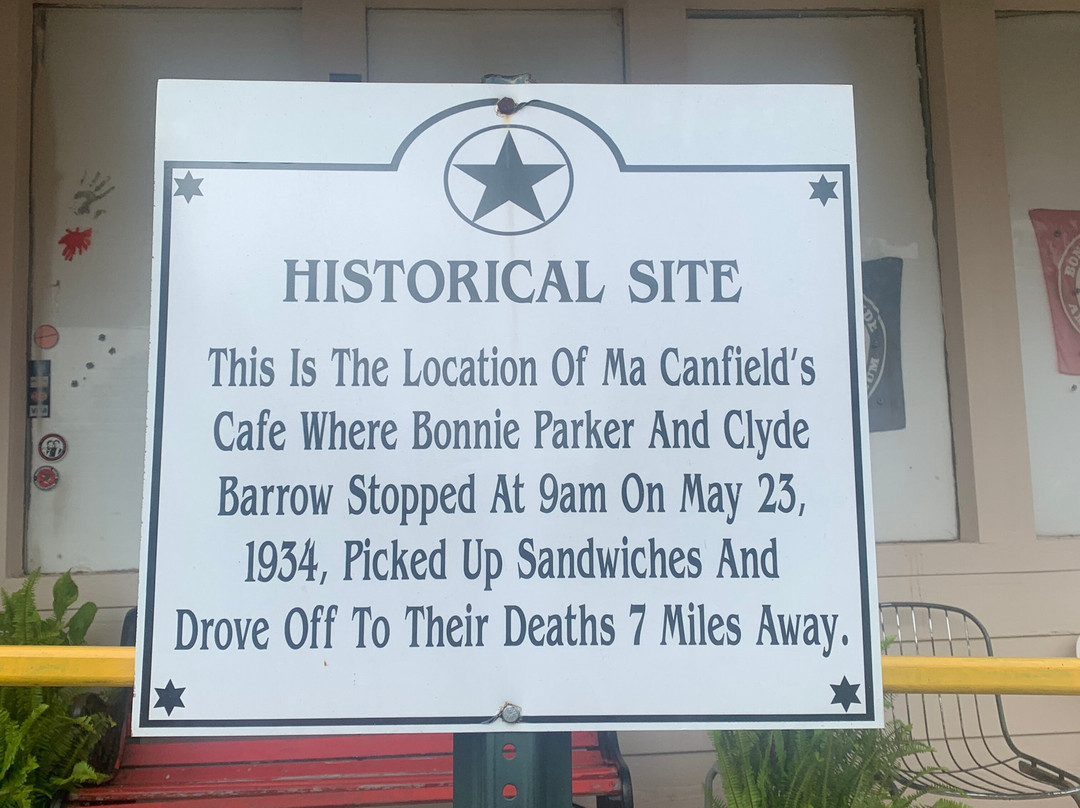 HISTORICAL SITE
This Is The Location Of Ma Canfield's
Cafe Where Bonnie Parker And Clyde
Barrow Stopped At 9am On May 23,
1934, Picked Up Sandwiches And
Drove Off To Their Deaths 7 Miles Away.